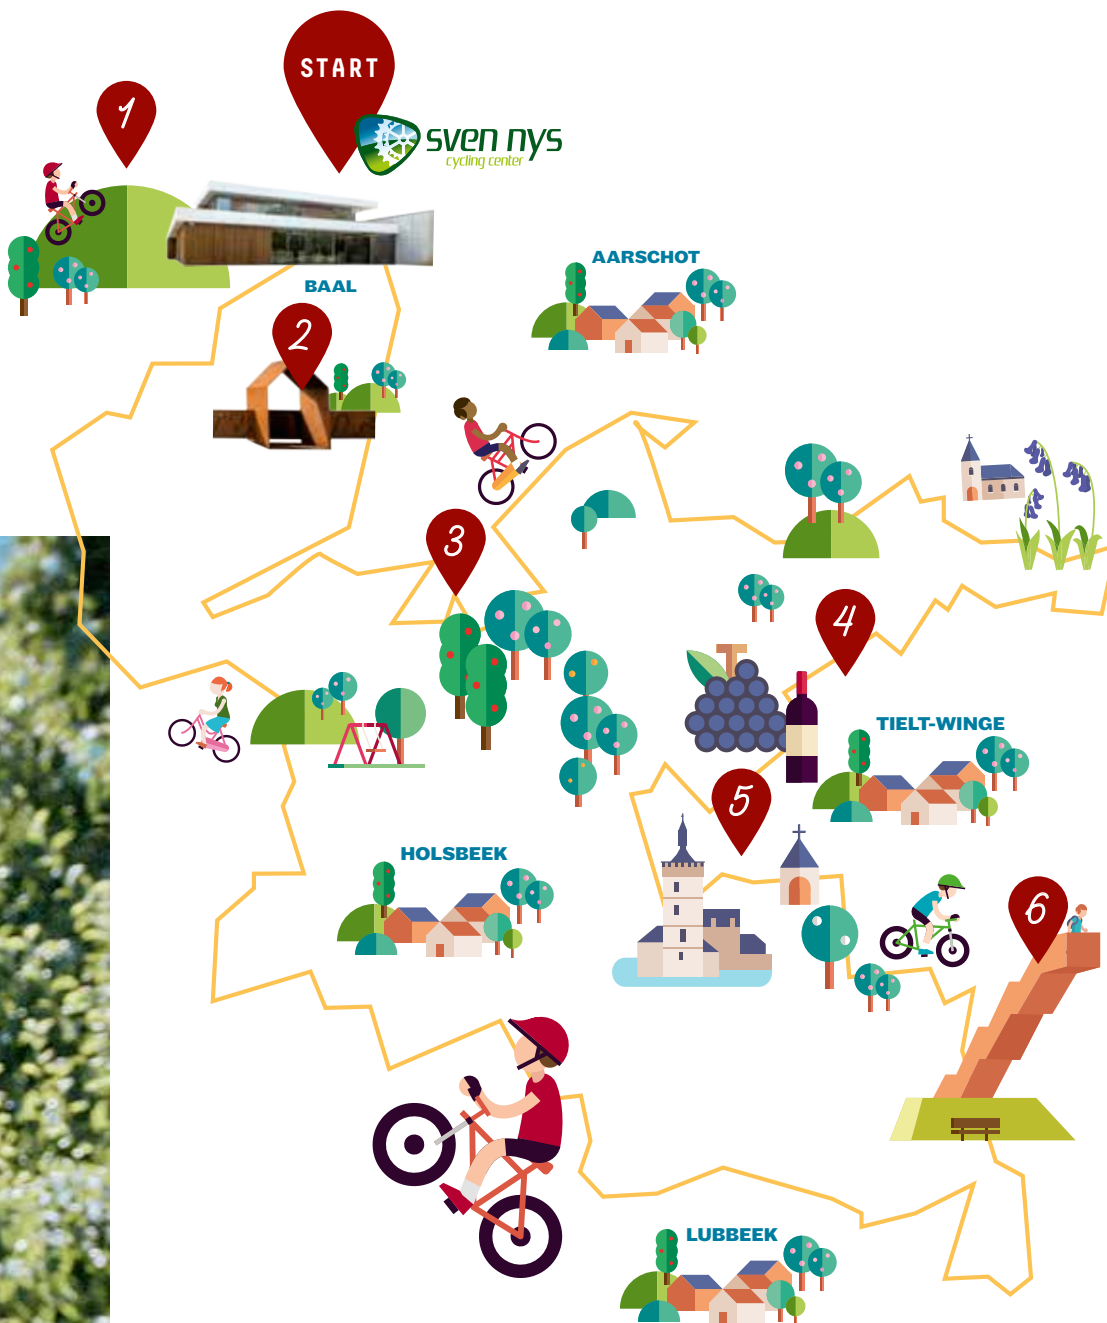 START
1
sven nys
cycling center
AARSCHOT
BAAL
2
3
4
TIELT-WINGE
5
HOLSBEEK
6
LUBBEEK